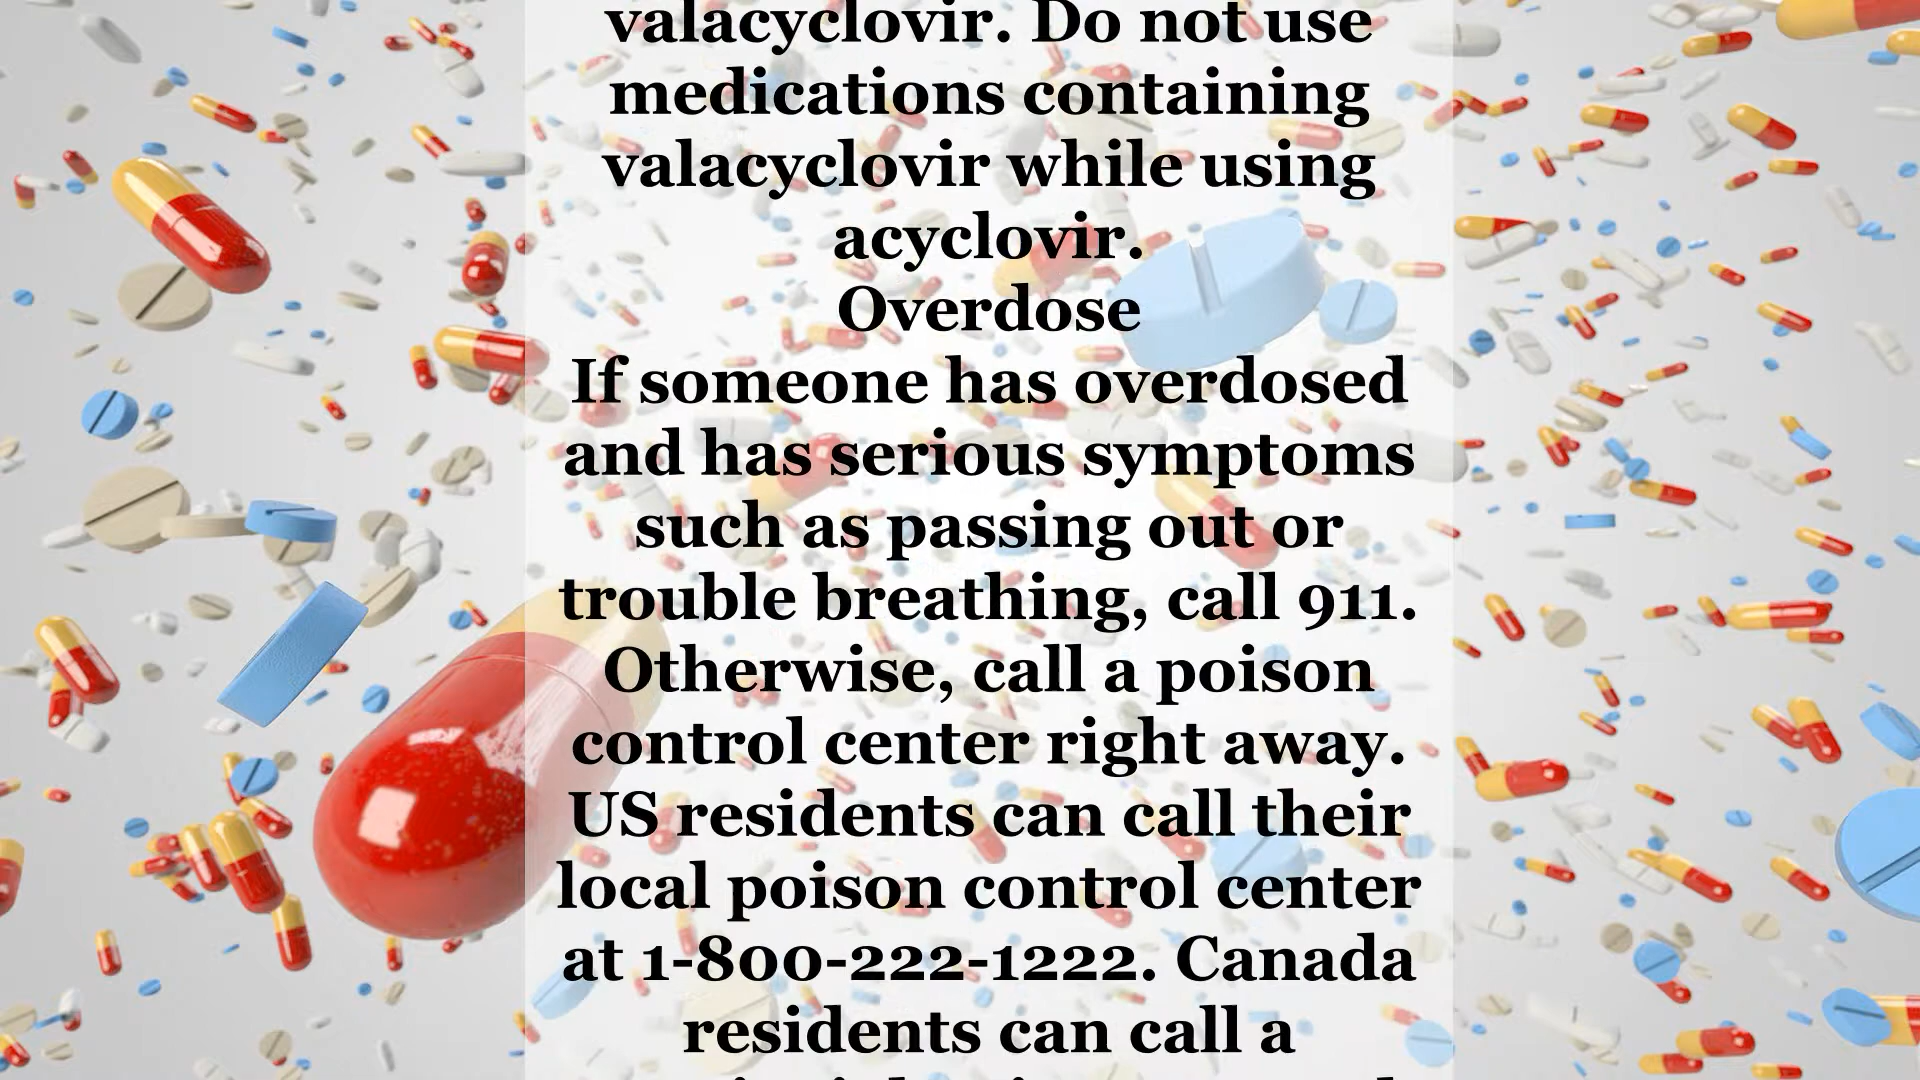 valacyclovir. Do not use
medications containing
valacyclovir while using
acyclovir.
Overdose
If someone has overdosed
and has serious symptoms
such as passing out or
trouble breathing, call 911.
Otherwise, call a poison
control center right away.
US residents can call their
local poison control center
at 1-800-222-1222. Canada
residents can call a